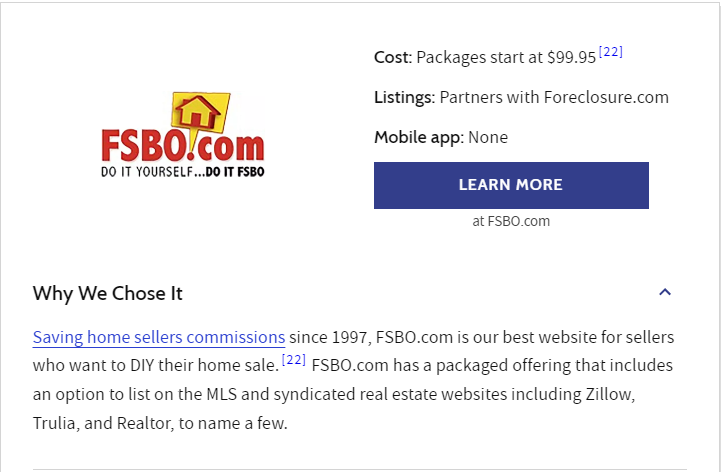 Cost: Packages start at $99.95 [22]
Listings: Partners with Foreclosure.com
Mobile app: None
FSBO.com
DO IT YOURSELF...DO IT FSBO
LEARN MORE
at FSBO.com
Why We Chose It
Saving home sellers commissions since 1997, FSBO.com is our best website for sellers
who want to DIY their home sale. [22] FSBO.com has a packaged offering that includes
an option to list on the MLS and syndicated real estate websites including Zillow,
Trulia, and Realtor, to name a few.